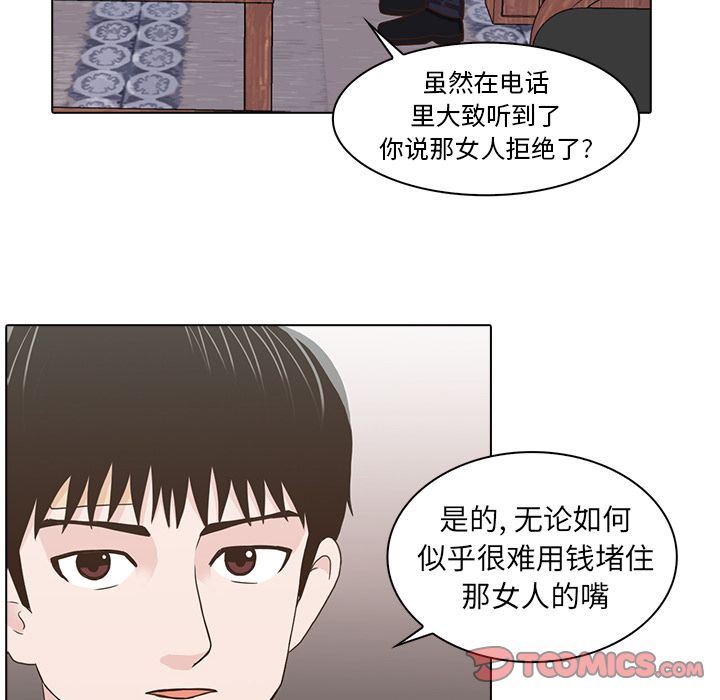 虽然在电话
里大致听到了
你说那女人拒绝了?
是的, 无论如何
似乎很难用钱堵住
那女人的嘴
DTCOMICS.COM